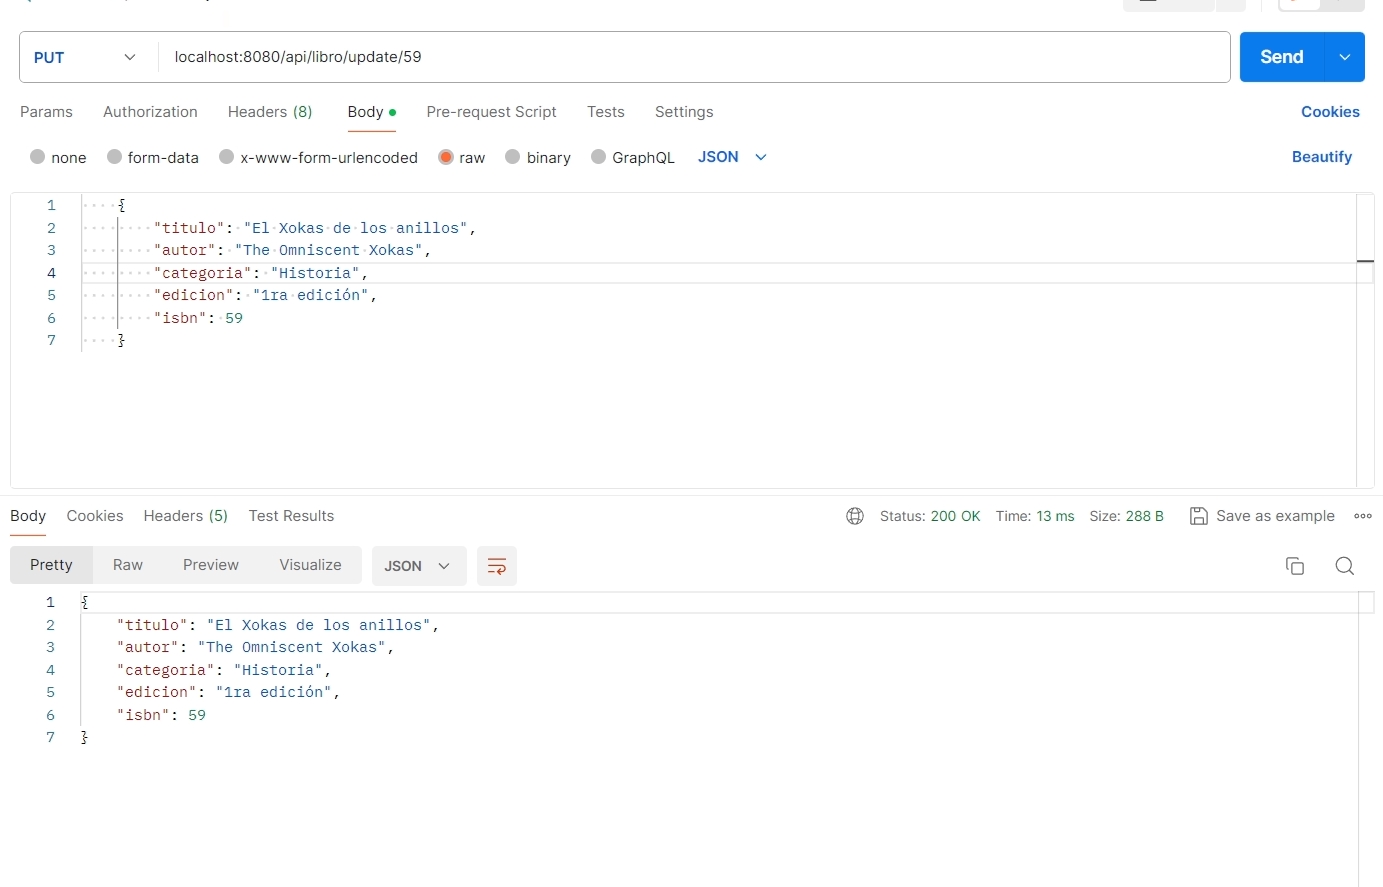 PUT localhost:8080/api/libro/update/59 Send
Params Authorization Headers (8) Body Pre-request Script Tests Settings Cookies
none form-data x-www-form-urlencoded raw binary GraphQL JSON Beautify
1 {
2 "titulo": "El Xokas de los anillos",
3 "autor": "The Omniscent Xokas",
4 "categoria": "Historia",
5 "edicion": "1ra edición",
6 "isbn": 59
7 }
Body Cookies Headers (5) Test Results Status: 200 OK Time: 13 ms Size: 288 B Save as example
Pretty Raw Preview Visualize JSON
1 {
2 "titulo": "El Xokas de los anillos",
3 "autor": "The Omniscent Xokas",
4 "categoria": "Historia",
5 "edicion": "1ra edición",
6 "isbn": 59
7 }